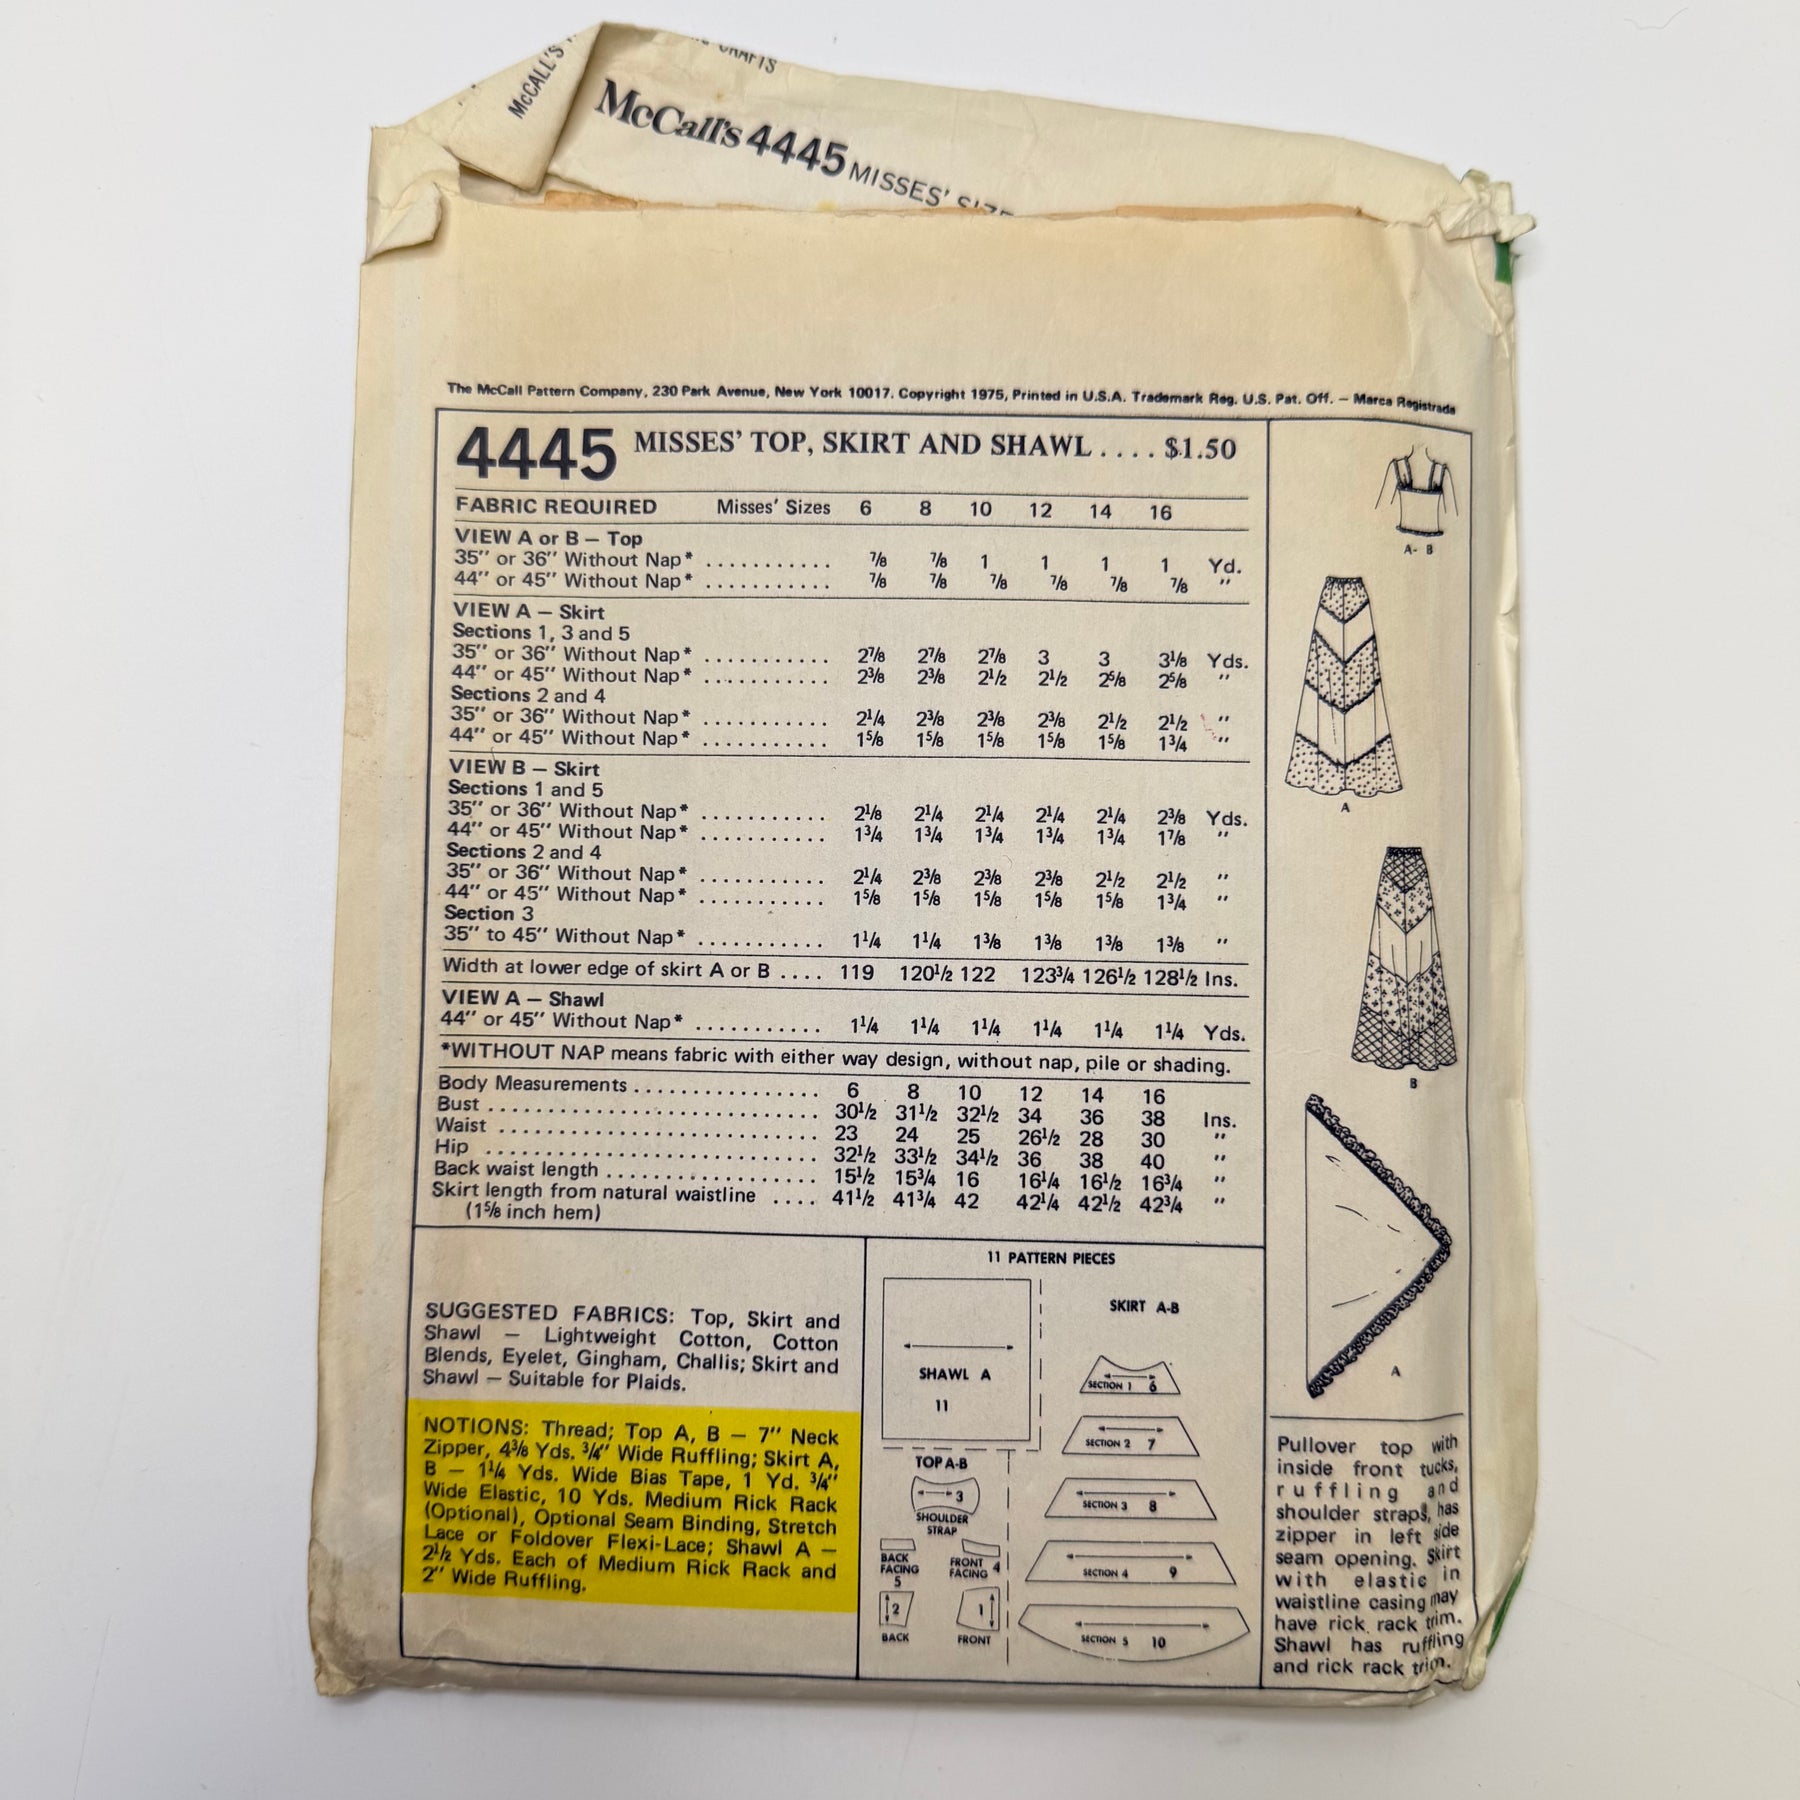 McCALL'S
CRAFTS
McCall's 4445 MISSES'
The McCall Pattern Company, 230 Park Avenue, New York 10017. Copyright 1975, Printed in U.S.A. Trademark Reg. U.S. Pat. Off. — Marca Registrada
4445 MISSES' TOP, SKIRT AND SHAWL .... $1.50
FABRIC REQUIRED Misses' Sizes 6 8 10 12 14 16
VIEW A or B — Top
35" or 36" Without Nap* ........... 7/8 7/8 1 1 1 1 Yd.
44" or 45" Without Nap* ........... 7/8 7/8 7/8 7/8 7/8 7/8 "
VIEW A — Skirt
Sections 1, 3 and 5
35" or 36" Without Nap* ........... 2 7/8 2 7/8 2 7/8 3 3 3 1/8 Yds.
44" or 45" Without Nap* ........... 2 3/8 2 3/8 2 1/2 2 1/2 2 5/8 2 5/8 "
Sections 2 and 4
35" or 36" Without Nap* ........... 2 1/4 2 3/8 2 3/8 2 3/8 2 1/2 2 1/2 "
44" or 45" Without Nap* ........... 1 5/8 1 5/8 1 5/8 1 5/8 1 5/8 1 3/4 "
VIEW B — Skirt
Sections 1 and 5
35" or 36" Without Nap* ........... 2 1/8 2 1/4 2 1/4 2 1/4 2 1/4 2 3/8 Yds.
44" or 45" Without Nap* ........... 1 3/4 1 3/4 1 3/4 1 3/4 1 3/4 1 7/8 "
Sections 2 and 4
35" or 36" Without Nap* ........... 2 1/4 2 3/8 2 3/8 2 3/8 2 1/2 2 1/2 "
44" or 45" Without Nap* ........... 1 5/8 1 5/8 1 5/8 1 5/8 1 5/8 1 3/4 "
Section 3
35" to 45" Without Nap* ........... 1 1/4 1 1/4 1 3/8 1 3/8 1 3/8 1 3/8 "
Width at lower edge of skirt A or B .... 119 120 1/2 122 123 3/4 126 1/2 128 1/2 Ins.
VIEW A — Shawl
44" or 45" Without Nap* ........... 1 1/4 1 1/4 1 1/4 1 1/4 1 1/4 1 1/4 Yds.
*WITHOUT NAP means fabric with either way design, without nap, pile or shading.
Body Measurements ................ 6 8 10 12 14 16
Bust ............................ 30 1/2 31 1/2 32 1/2 34 36 38 Ins.
Waist ........................... 23 24 25 26 1/2 28 30 "
Hip ............................ 32 1/2 33 1/2 34 1/2 36 38 40 "
Back waist length .................. 15 1/2 15 3/4 16 16 1/4 16 1/2 16 3/4 "
Skirt length from natural waistline .... 41 1/2 41 3/4 42 42 1/4 42 1/2 42 3/4 "
(1 5/8 inch hem)
SUGGESTED FABRICS: Top, Skirt and
Shawl — Lightweight Cotton, Cotton
Blends, Eyelet, Gingham, Challis; Skirt and
Shawl — Suitable for Plaids.
NOTIONS: Thread; Top A, B — 7" Neck
Zipper, 4 3/8 Yds. 3/4" Wide Ruffling; Skirt A,
B — 1 1/4 Yds. Wide Bias Tape, 1 Yd. 3/4"
Wide Elastic, 10 Yds. Medium Rick Rack
(Optional), Optional Seam Binding, Stretch
Lace or Foldover Flexi-Lace; Shawl A —
2 1/2 Yds. Each of Medium Rick Rack and
2" Wide Ruffling.
11 PATTERN PIECES
SHAWL A
11
TOP A-B
3
SHOULDER
STRAP
BACK
FACING
5
FRONT
FACING 4
2
BACK
1
FRONT
SKIRT A-B
SECTION 1 6
SECTION 2 7
SECTION 3 8
SECTION 4 9
SECTION 5 10
A- B
A
B
A
Pullover top with
inside front tucks,
ruffling and
shoulder straps, has
zipper in left side
seam opening. Skirt
with elastic in
waistline casing may
have rick rack trim.
Shawl has ruffling
and rick rack trim.